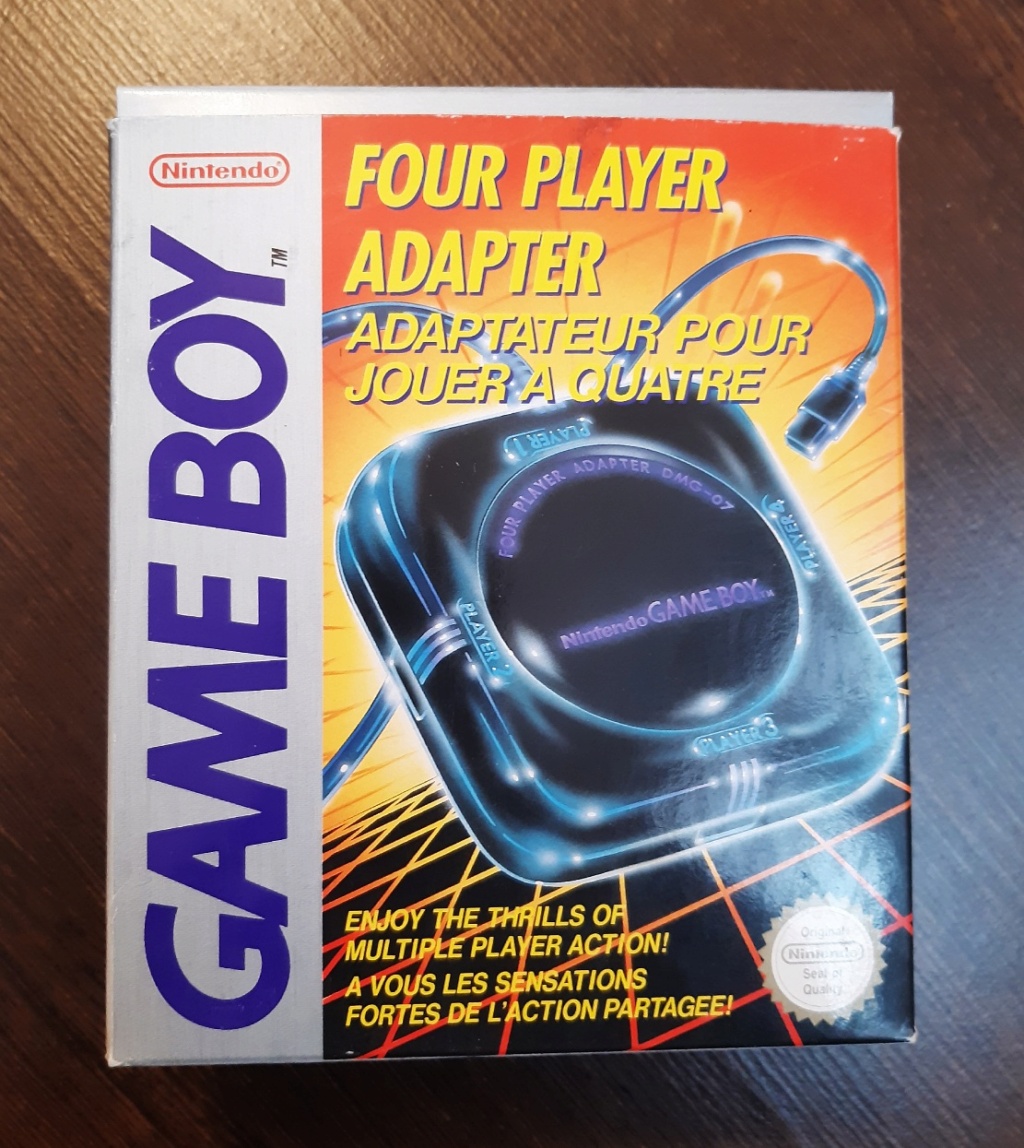 Nintendo®
GAME BOY™
FOUR PLAYER
ADAPTER
ADAPTATEUR POUR
JOUER A QUATRE
PLAYER 1
FOUR PLAYER ADAPTER DMG-07
PLAYER 4
Nintendo GAME BOY™
PLAYER 2
PLAYER 3
ENJOY THE THRILLS OF
MULTIPLE PLAYER ACTION!
A VOUS LES SENSATIONS
FORTES DE L'ACTION PARTAGEE!
Original
Nintendo
Seal of
Quality